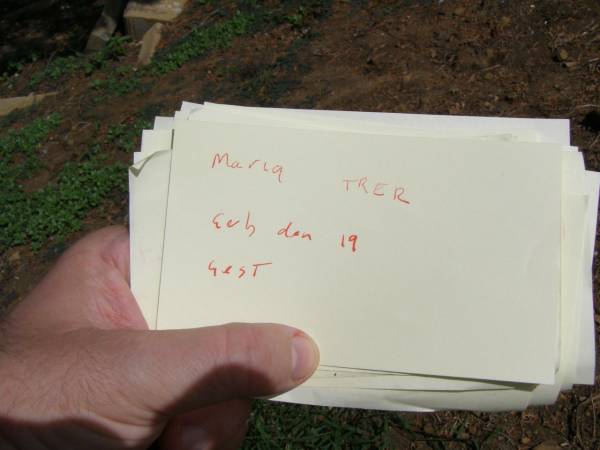 Maria TRER
Geb den 19
Gest